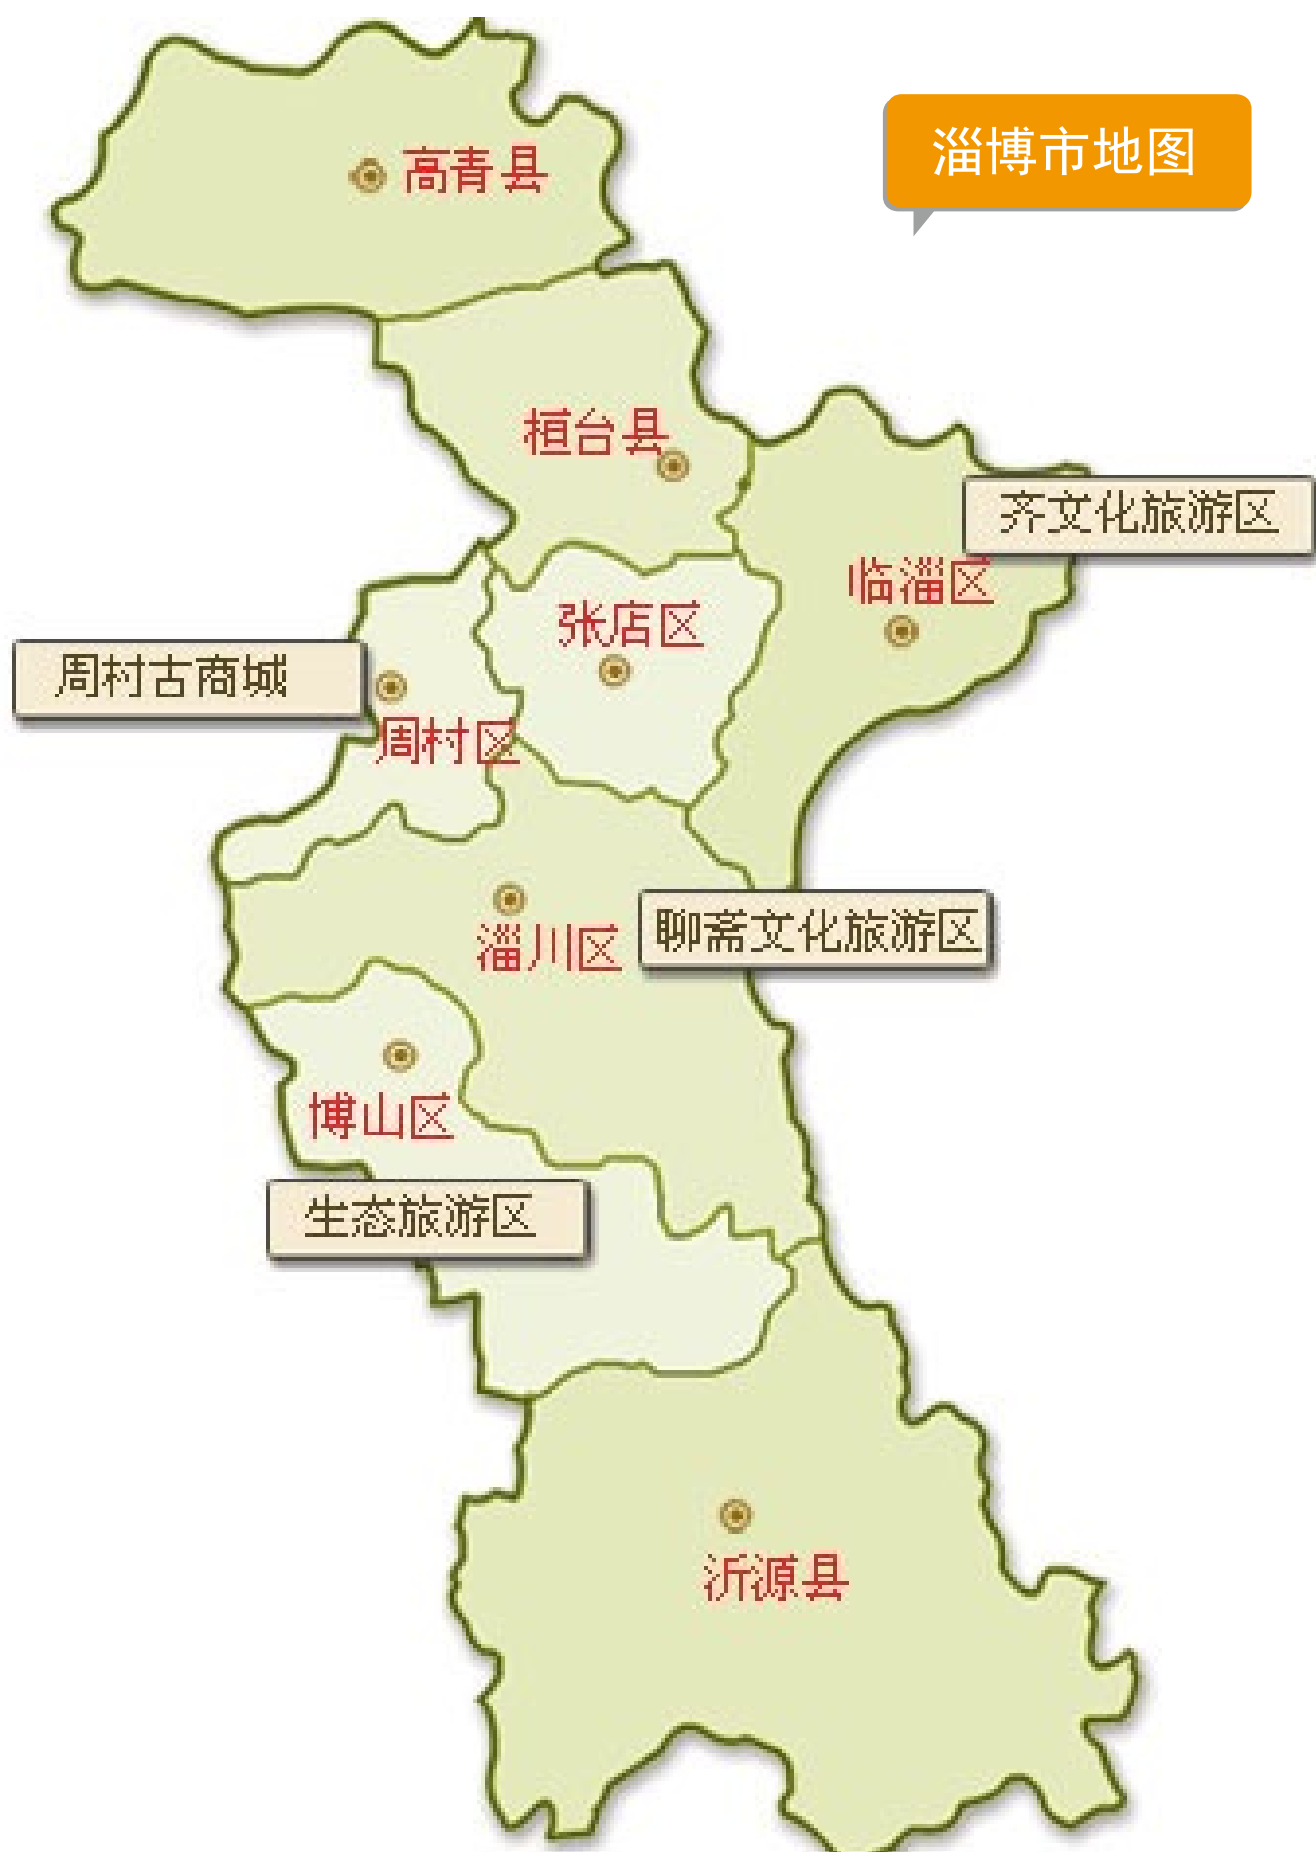 淄博市地图
高青县
桓台县
齐文化旅游区
临淄区
张店区
周村古商城
周村区
聊斋文化旅游区
淄川区
博山区
生态旅游区
沂源县